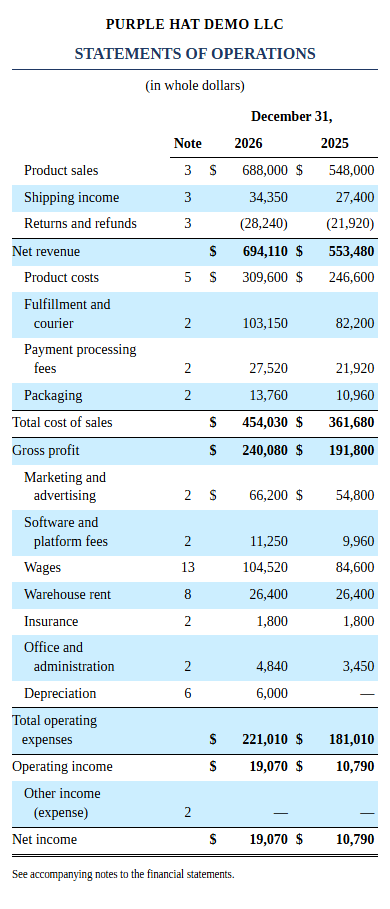 PURPLE HAT DEMO LLC
STATEMENTS OF OPERATIONS
(in whole dollars)
December 31,
Note 2026 2025
Product sales 3 $ 688,000 $ 548,000
Shipping income 3 34,350 27,400
Returns and refunds 3 (28,240) (21,920)
Net revenue $ 694,110 $ 553,480
Product costs 5 $ 309,600 $ 246,600
Fulfillment and
courier 2 103,150 82,200
Payment processing
fees 2 27,520 21,920
Packaging 2 13,760 10,960
Total cost of sales $ 454,030 $ 361,680
Gross profit $ 240,080 $ 191,800
Marketing and
advertising 2 $ 66,200 $ 54,800
Software and
platform fees 2 11,250 9,960
Wages 13 104,520 84,600
Warehouse rent 8 26,400 26,400
Insurance 2 1,800 1,800
Office and
administration 2 4,840 3,450
Depreciation 6 6,000 —
Total operating
expenses $ 221,010 $ 181,010
Operating income $ 19,070 $ 10,790
Other income
(expense) 2 — —
Net income $ 19,070 $ 10,790
See accompanying notes to the financial statements.